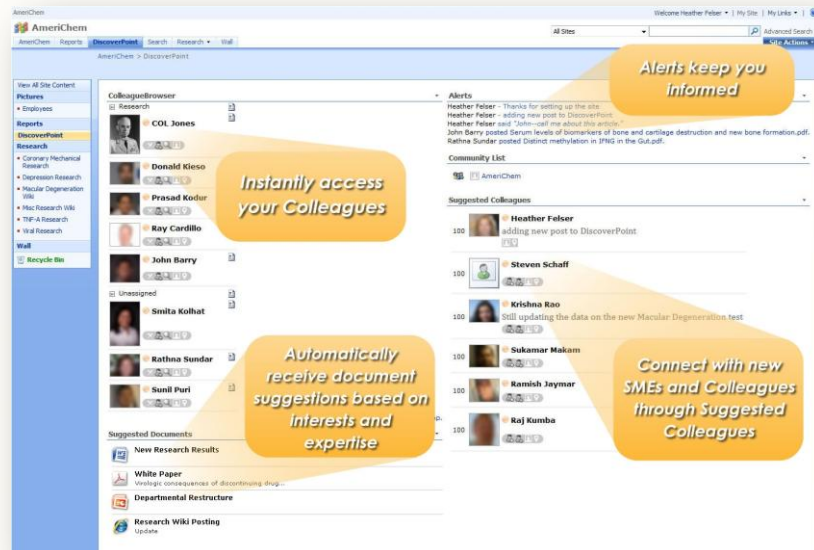 AmeriChem
Welcome Heather Felser | My Site | My Links |
AmeriChem
All Sites
Advanced Search
AmeriChem Reports DiscoverPoint Search Research Wall
Site Actions
AmeriChem > DiscoverPoint
View All Site Content
Pictures
Employees
Reports
DiscoverPoint
Research
Coronary Mechanical
Research
Depression Research
Macular Degeneration
Wiki
Misc Research Wiki
TNF-A Research
Viral Research
Wall
Recycle Bin
ColleagueBrowser
Research
COL Jones
Donald Kieso
Prasad Kodur
Ray Cardillo
John Barry
Unassigned
Smita Kolhat
Rathna Sundar
Sunil Puri
Instantly access
your Colleagues
Automatically
receive document
suggestions based on
interests and
expertise
Suggested Documents
New Research Results
White Paper
Virologic consequences of discontinuing drug...
Departmental Restructure
Research Wiki Posting
Update
Alerts
Alerts keep you
informed
Heather Felser - Thanks for setting up the site
Heather Felser - adding new post to DiscoverPoint
Heather Felser said "John--call me about this article."
John Barry posted Serum levels of biomarkers of bone and cartilage destruction and new bone formation.pdf.
Rathna Sundar posted Distinct methylation in IFNG in the Gut.pdf.
Community List
AmeriChem
Suggested Colleagues
100 Heather Felser
adding new post to DiscoverPoint
100 Steven Schaff
100 Krishna Rao
Still updating the data on the new Macular Degeneration test
100 Sukamar Makam
100 Ramish Jaymar
100 Raj Kumba
Connect with new
SMEs and Colleagues
through Suggested
Colleagues